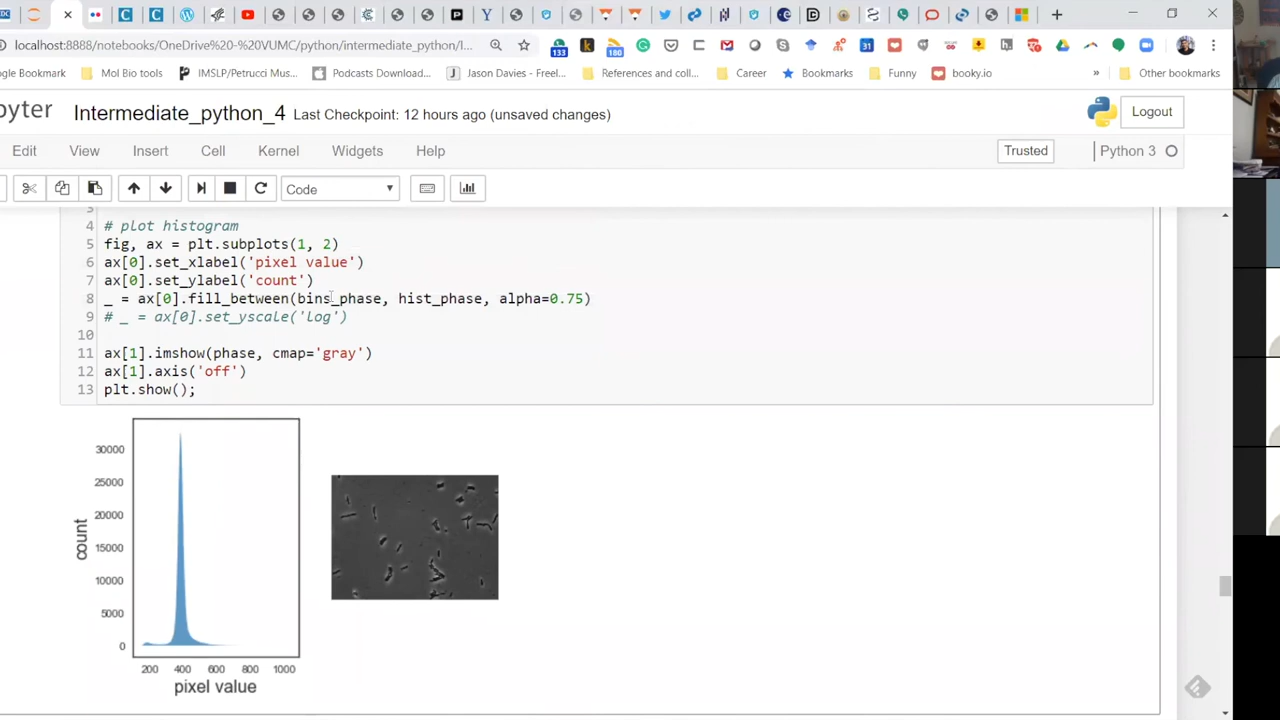 localhost:8888/notebooks/OneDrive%20-%20VUMC/python/intermediate_python/I...
133
180
31
ogle Bookmark
Mol Bio tools
IMSLP/Petrucci Mus...
Podcasts Download...
Jason Davies - Freel...
References and coll...
Career
Bookmarks
Funny
booky.io
»
Other bookmarks
pyter
Intermediate_python_4
Last Checkpoint: 12 hours ago (unsaved changes)
Logout
Edit
View
Insert
Cell
Kernel
Widgets
Help
Trusted
Python 3
Code
3
4 # plot histogram
5 fig, ax = plt.subplots(1, 2)
6 ax[0].set_xlabel('pixel value')
7 ax[0].set_ylabel('count')
8 _ = ax[0].fill_between(bins_phase, hist_phase, alpha=0.75)
9 # _ = ax[0].set_yscale('log')
10
11 ax[1].imshow(phase, cmap='gray')
12 ax[1].axis('off')
13 plt.show();
30000
25000
20000
15000
10000
5000
0
count
200 400 600 800 1000
pixel value